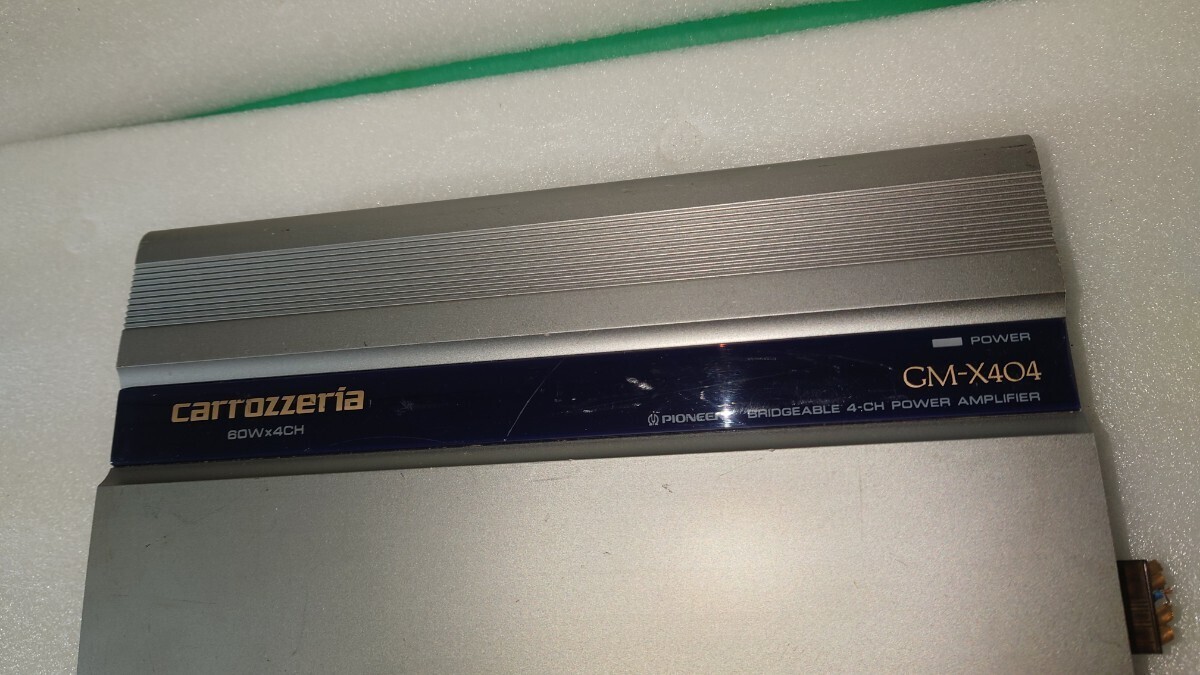 POWER
carrozzeria
GM-X404
60Wx4CH
PIONEER BRIDGEABLE 4-CH POWER AMPLIFIER